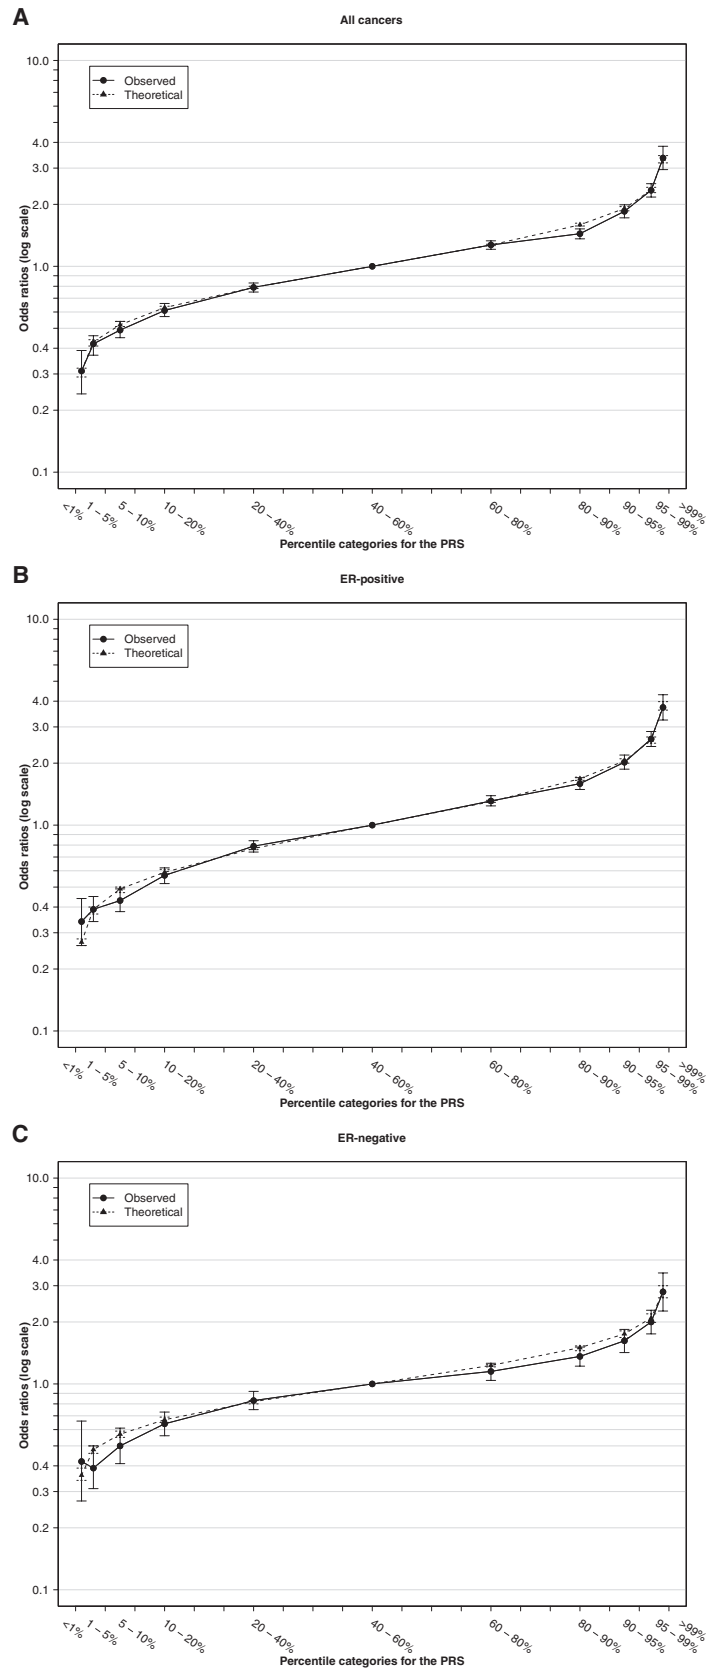 A
All cancers
10.0
4.0
3.0
2.0
1.0
0.4
0.3
0.2
0.1
Odds ratios (log scale)
Observed
Theoretical
<1%
1 – 5%
5 – 10%
10 – 20%
20 – 40%
40 – 60%
60 – 80%
80 – 90%
90 – 95%
95 – 99%
>99%
Percentile categories for the PRS
B
ER-positive
10.0
4.0
3.0
2.0
1.0
0.4
0.3
0.2
0.1
Odds ratios (log scale)
Observed
Theoretical
<1%
1 – 5%
5 – 10%
10 – 20%
20 – 40%
40 – 60%
60 – 80%
80 – 90%
90 – 95%
95 – 99%
>99%
Percentile categories for the PRS
C
ER-negative
10.0
4.0
3.0
2.0
1.0
0.4
0.3
0.2
0.1
Odds ratios (log scale)
Observed
Theoretical
<1%
1 – 5%
5 – 10%
10 – 20%
20 – 40%
40 – 60%
60 – 80%
80 – 90%
90 – 95%
95 – 99%
>99%
Percentile categories for the PRS